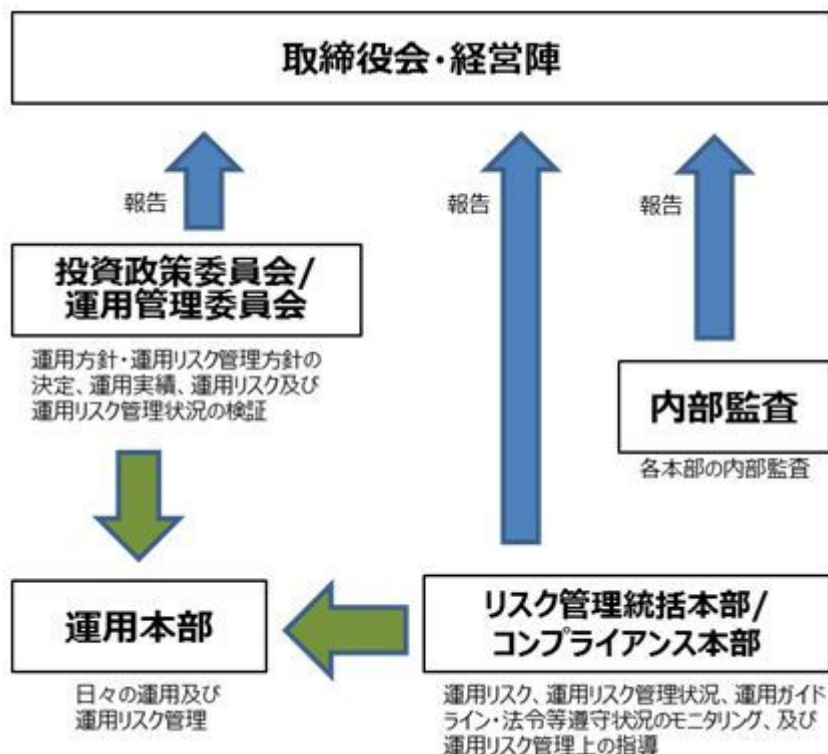 取締役会・経営陣
報告
報告
報告
投資政策委員会/
運用管理委員会
運用方針・運用リスク管理方針の
決定、運用実績、運用リスク及び
運用リスク管理状況の検証
内部監査
各本部の内部監査
運用本部
日々の運用及び
運用リスク管理
リスク管理統括本部/
コンプライアンス本部
運用リスク、運用リスク管理状況、運用ガイド
ライン・法令等遵守状況のモニタリング、及び
運用リスク管理上の指導